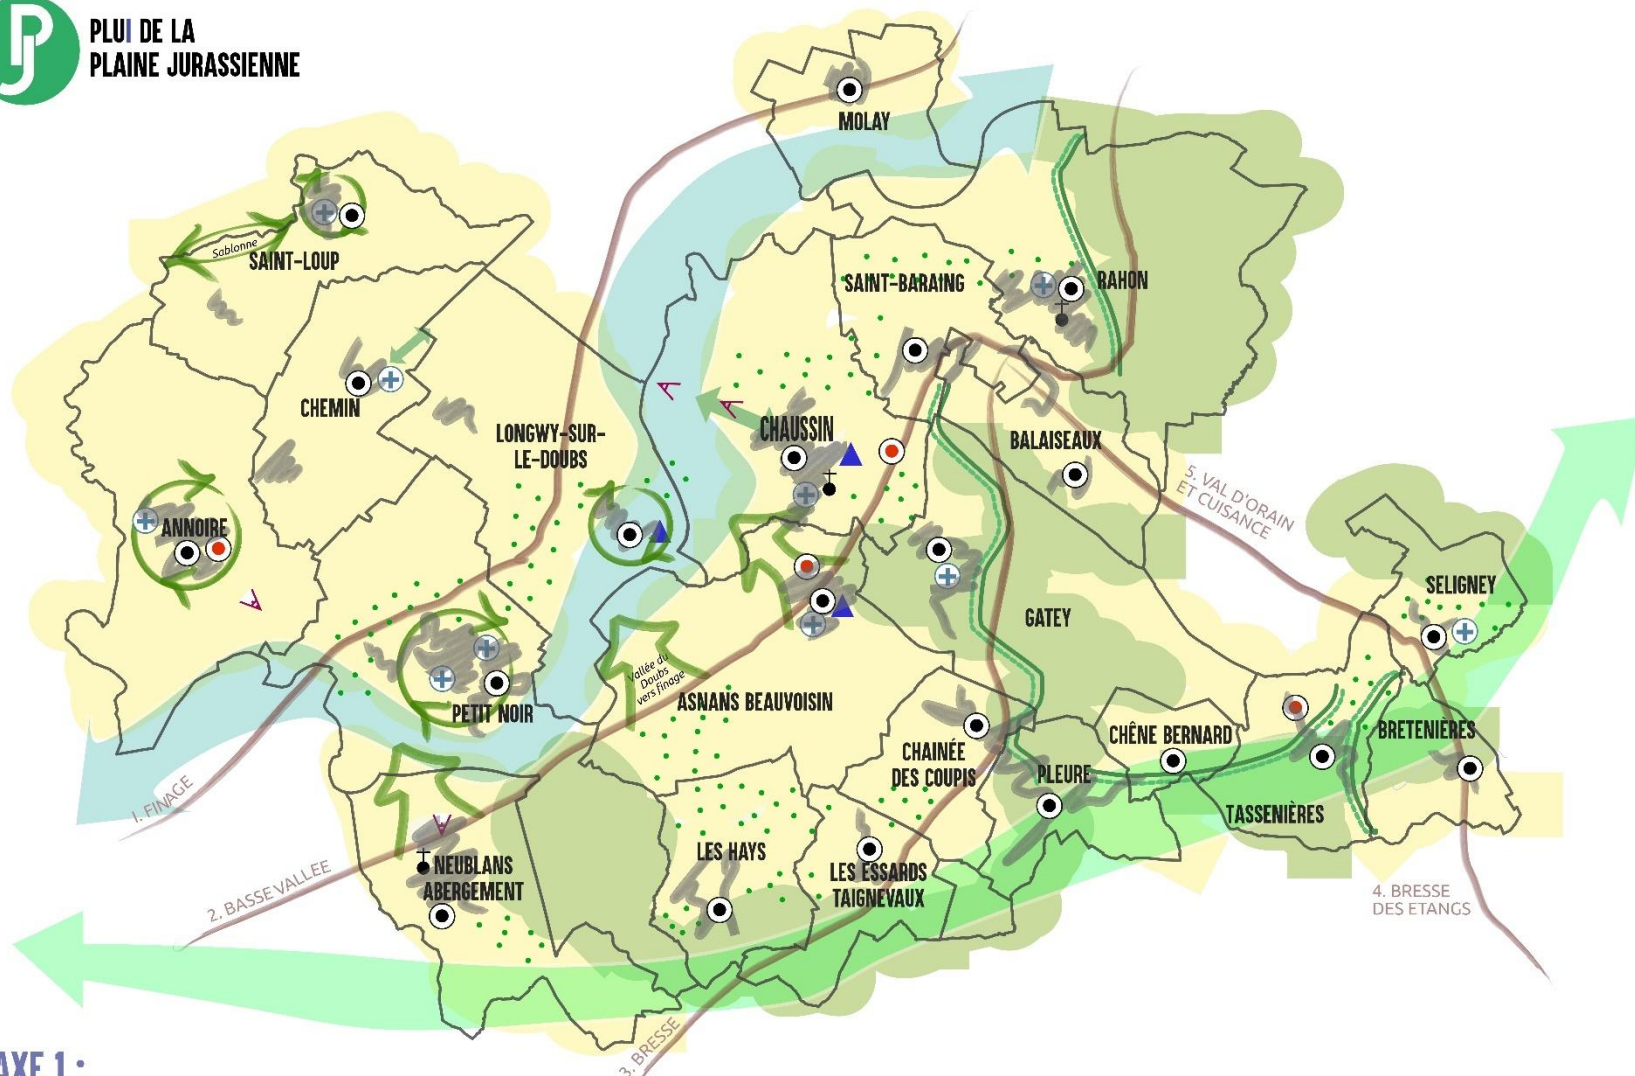 PJ
PLUI DE LA
PLAINE JURASSIENNE
MOLAY
Sablonne
SAINT-LOUP
SAINT-BARAING
RAHON
CHEMIN
LONGWY-SUR-
LE-DOUBS
CHAUSSIN
BALAISEAUX
5. VAL D'ORAIN
ET CUISANCE
ANNOIRE
SELIGNEY
GATEY
Vallée du
Doubs
vers finage
ASNANS BEAUVOISIN
PETIT NOIR
CHAINÉE
DES COUPIS
CHÊNE BERNARD
BRETENIÈRES
PLEURE
1. FINAGE
TASSENIÈRES
LES HAYS
NEUBLANS
ABERGEMENT
LES ESSARDS
TAIGNEVAUX
2. BASSE VALLEE
4. BRESSE
DES ETANGS
3. BRESSE
AXE 1 :